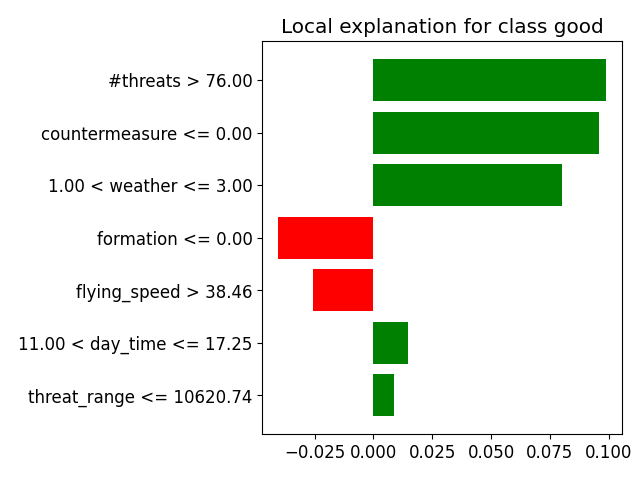 Local explanation for class good
#threats > 76.00
countermeasure <= 0.00
1.00 < weather <= 3.00
formation <= 0.00
flying_speed > 38.46
11.00 < day_time <= 17.25
threat_range <= 10620.74
−0.025 0.000 0.025 0.050 0.075 0.100